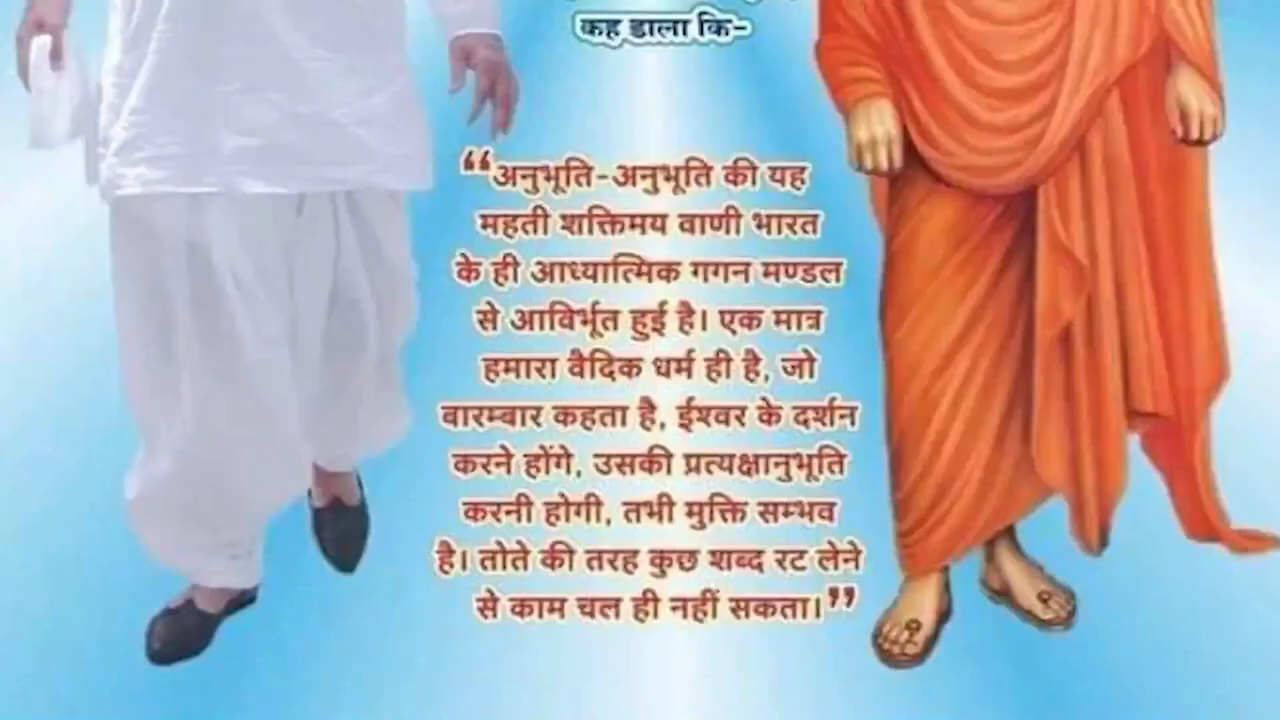 कह डाला कि-
“अनुभूति-अनुभूति की यह
महती शक्तिमय वाणी भारत
के ही आध्यात्मिक गगन मण्डल
से आविर्भूत हुई है। एक मात्र
हमारा वैदिक धर्म ही है, जो
बारम्बार कहता है, ईश्वर के दर्शन
करने होंगे, उसकी प्रत्यक्षानुभूति
करनी होगी, तभी मुक्ति सम्भव
है। तोते की तरह कुछ शब्द रट लेने
से काम चल ही नहीं सकता।”